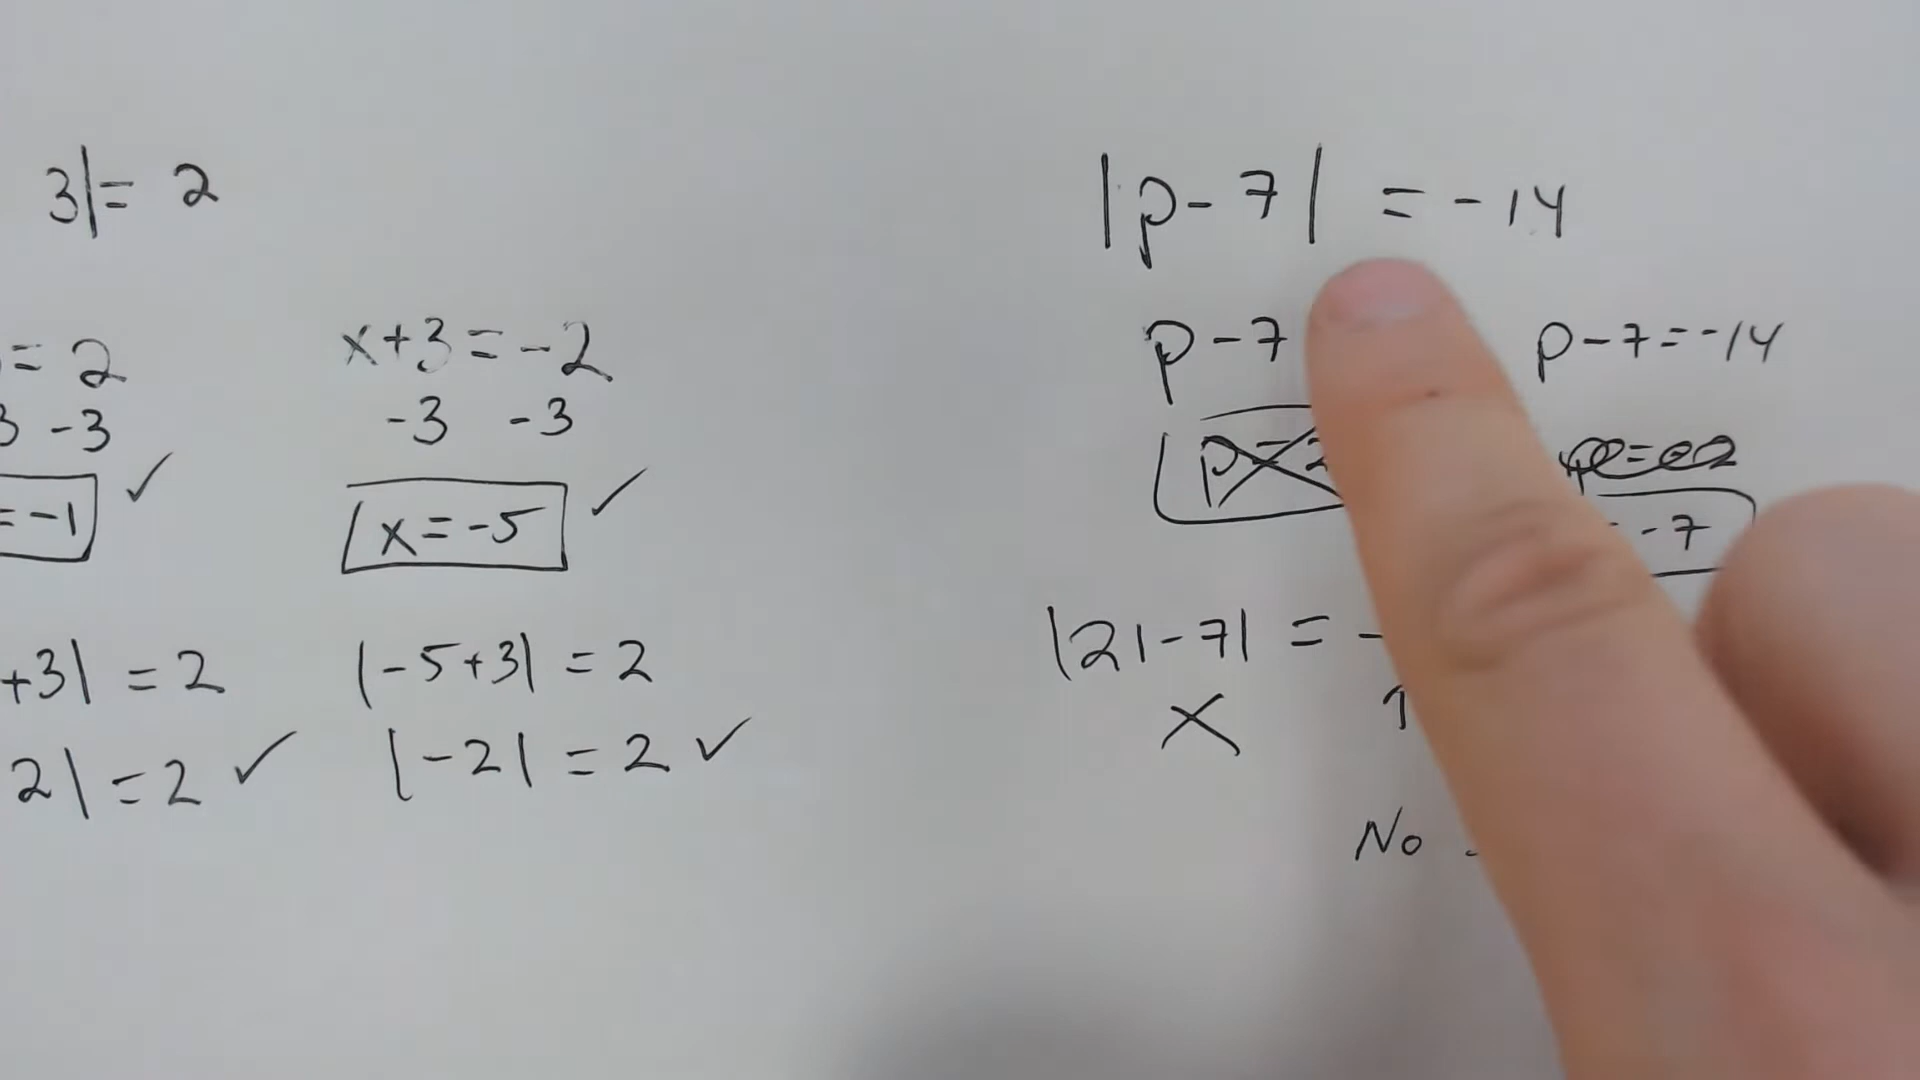 3| = 2
= 2
3 -3
= -1 ✓
+3| = 2
2| = 2 ✓
x+3 = -2
-3 -3
x = -5 ✓
|-5+3| = 2
|-2| = 2 ✓
|p - 7| = -14
p - 7
p - 7 = -14
p = 2
- 7
|21 - 7| = -
X ↑
No